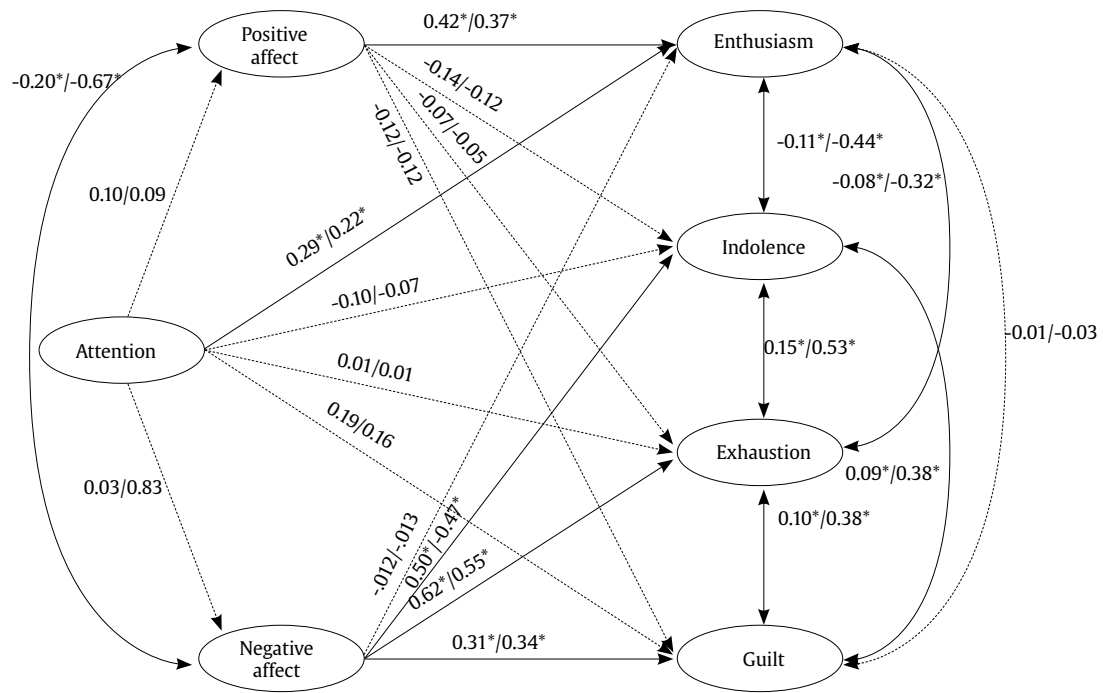 Positive
affect
0.42*/0.37*
Enthusiasm
-0.20*/-0.67*
-0.14/-0.12
-0.07/-0.05
-0.12/-0.12
-0.11*/-0.44*
-0.08*/-0.32*
0.10/0.09
0.29*/0.22*
Indolence
-0.10/-0.07
Attention
0.15*/0.53*
-0.01/-0.03
0.01/0.01
0.19/0.16
Exhaustion
0.09*/0.38*
0.03/0.83
0.10*/0.38*
-.012/-.013
0.50*/-0.47*
0.62*/0.55*
Negative
affect
0.31*/0.34*
Guilt